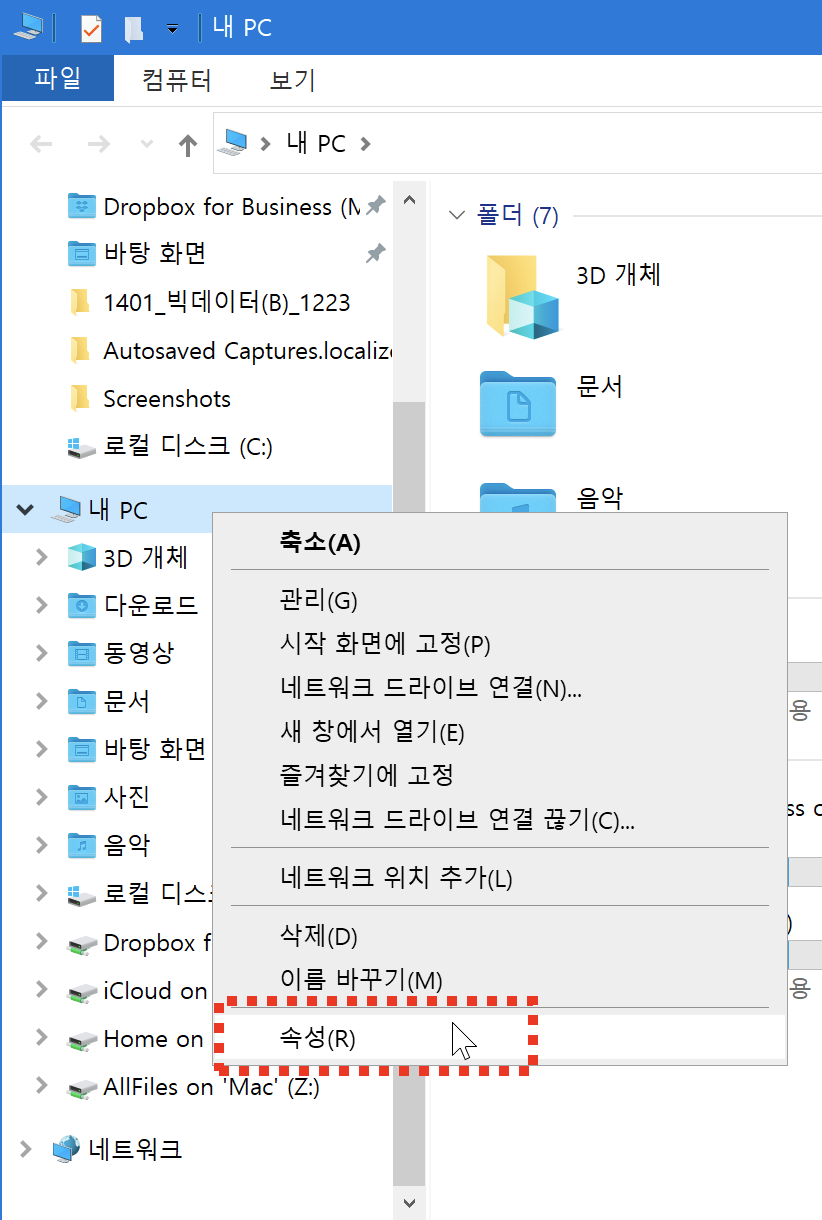 내 PC
파일 컴퓨터 보기
내 PC
Dropbox for Business (M
바탕 화면
1401_빅데이터(B)_1223
Autosaved Captures.localize
Screenshots
로컬 디스크 (C:)
내 PC
3D 개체
다운로드
동영상
문서
바탕 화면
사진
음악
로컬 디스크
Dropbox f
iCloud on
Home on
AllFiles on 'Mac' (Z:)
네트워크
폴더 (7)
3D 개체
문서
음악
축소(A)
관리(G)
시작 화면에 고정(P)
네트워크 드라이브 연결(N)...
새 창에서 열기(E)
즐겨찾기에 고정
네트워크 드라이브 연결 끊기(C)...
네트워크 위치 추가(L)
삭제(D)
이름 바꾸기(M)
속성(R)
용
ss c
)
용